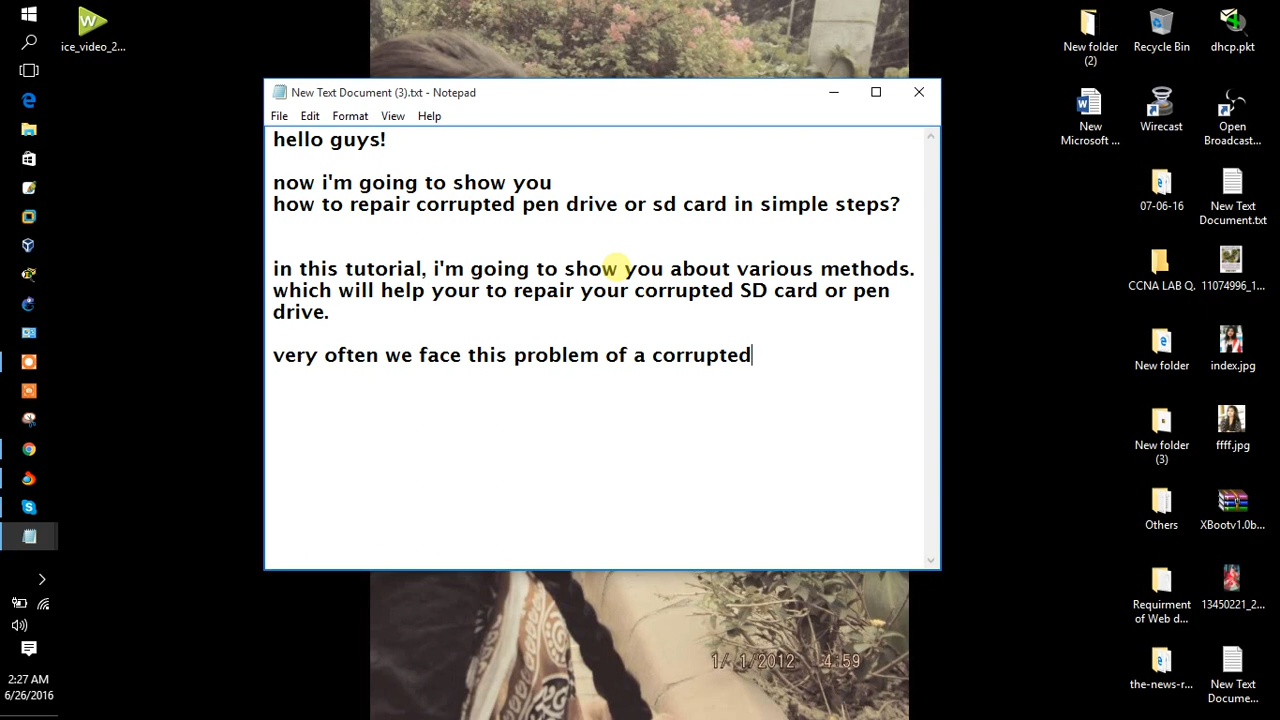 ice_video_2...
New Text Document (3).txt - Notepad
File Edit Format View Help
hello guys!
now i'm going to show you
how to repair corrupted pen drive or sd card in simple steps?
in this tutorial, i'm going to show you about various methods.
which will help your to repair your corrupted SD card or pen
drive.
very often we face this problem of a corrupted
New folder
(2)
Recycle Bin
dhcp.pkt
New
Microsoft ...
Wirecast
Open
Broadcast...
07-06-16
New Text
Document.txt
CCNA LAB Q.
11074996_1...
New folder
index.jpg
New folder
(3)
ffff.jpg
Others
XBootv1.0b...
Requirment
of Web d...
13450221_2...
the-news-r...
New Text
Docume...
1/ 1/2012 4:59
2:27 AM
6/26/2016